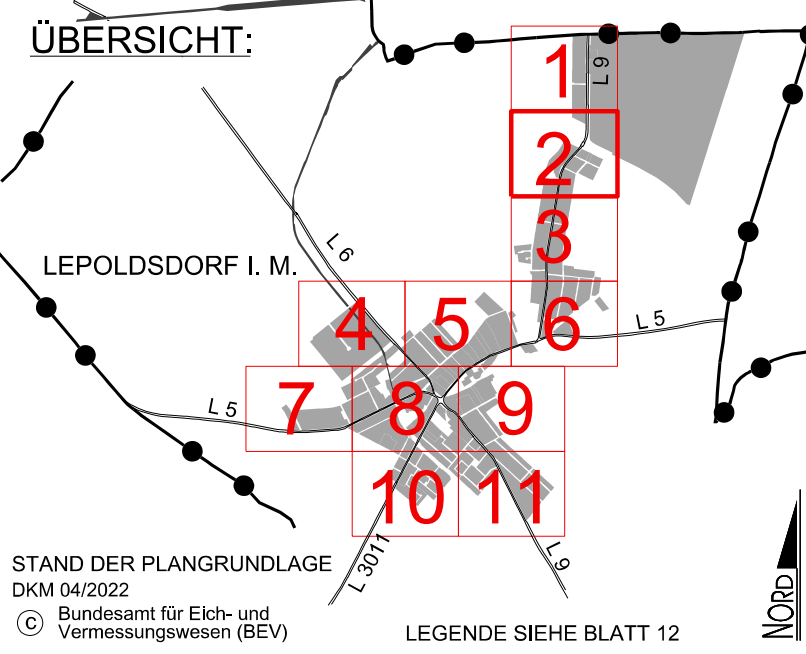 ÜBERSICHT:
1
L 9
2
3
L 6
LEPOLDSDORF I. M.
4
5
6
L 5
7
L 5
8
9
10
11
L 3011
L 9
STAND DER PLANGRUNDLAGE
DKM 04/2022
© Bundesamt für Eich- und
Vermessungswesen (BEV)
LEGENDE SIEHE BLATT 12
NORD